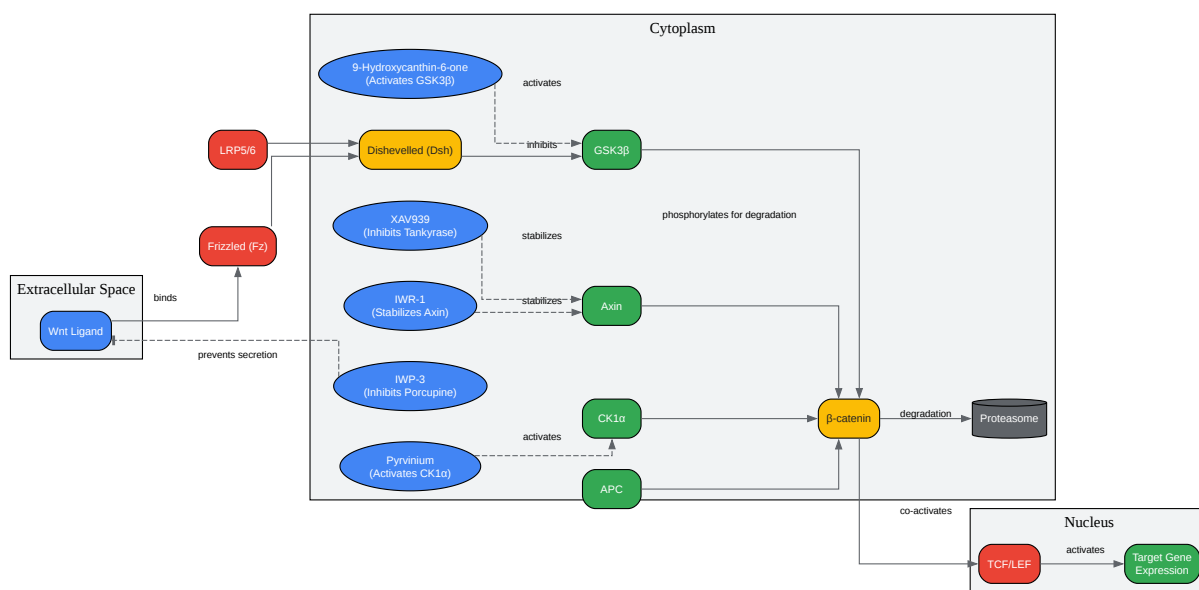 Cytoplasm
9-Hydroxycanthin-6-one
(Activates GSK3β)
activates
LRP5/6
Dishevelled (Dsh)
inhibits
GSK3β
XAV939
(Inhibits Tankyrase)
stabilizes
phosphorylates for degradation
Frizzled (Fz)
Extracellular Space
binds
IWR-1
(Stabilizes Axin)
stabilizes
Axin
Wnt Ligand
prevents secretion
IWP-3
(Inhibits Porcupine)
CK1α
β-catenin
degradation
Proteasome
activates
Pyrvinium
(Activates CK1α)
APC
co-activates
Nucleus
TCF/LEF
activates
Target Gene
Expression